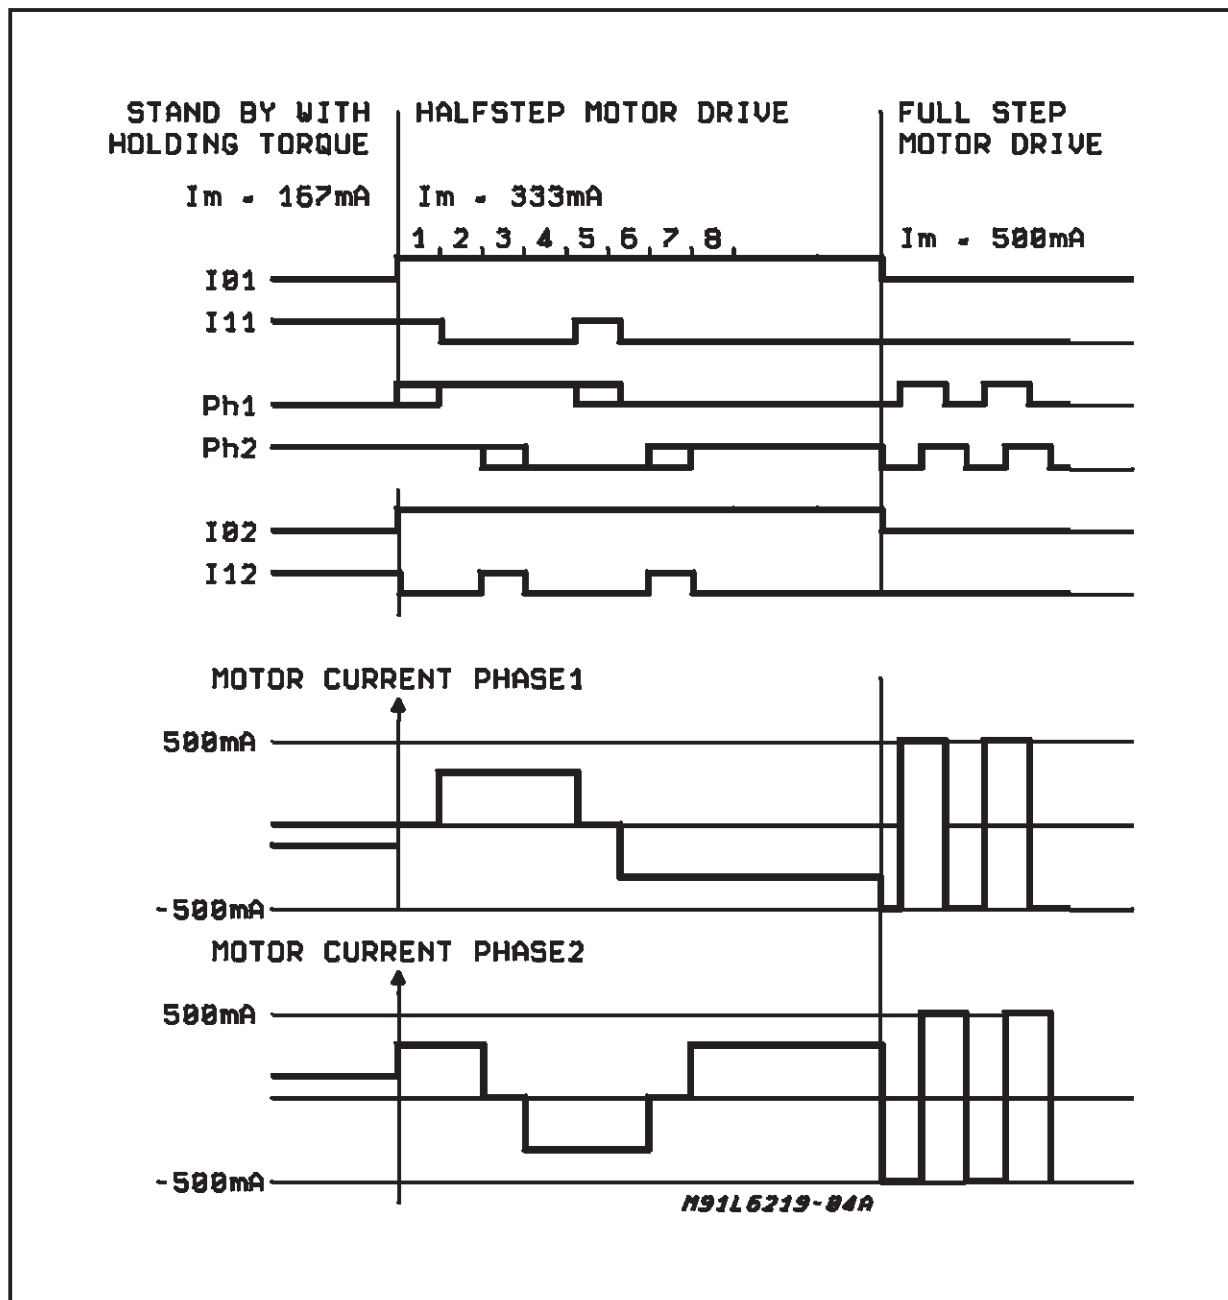 STAND BY WITH
HOLDING TORQUE
Im = 167mA
HALFSTEP MOTOR DRIVE
Im = 333mA
1 2 3 4 5 6 7 8
FULL STEP
MOTOR DRIVE
Im = 500mA
I01
I11
Ph1
Ph2
I02
I12
MOTOR CURRENT PHASE1
500mA
-500mA
MOTOR CURRENT PHASE2
500mA
-500mA
M91L6219-04A